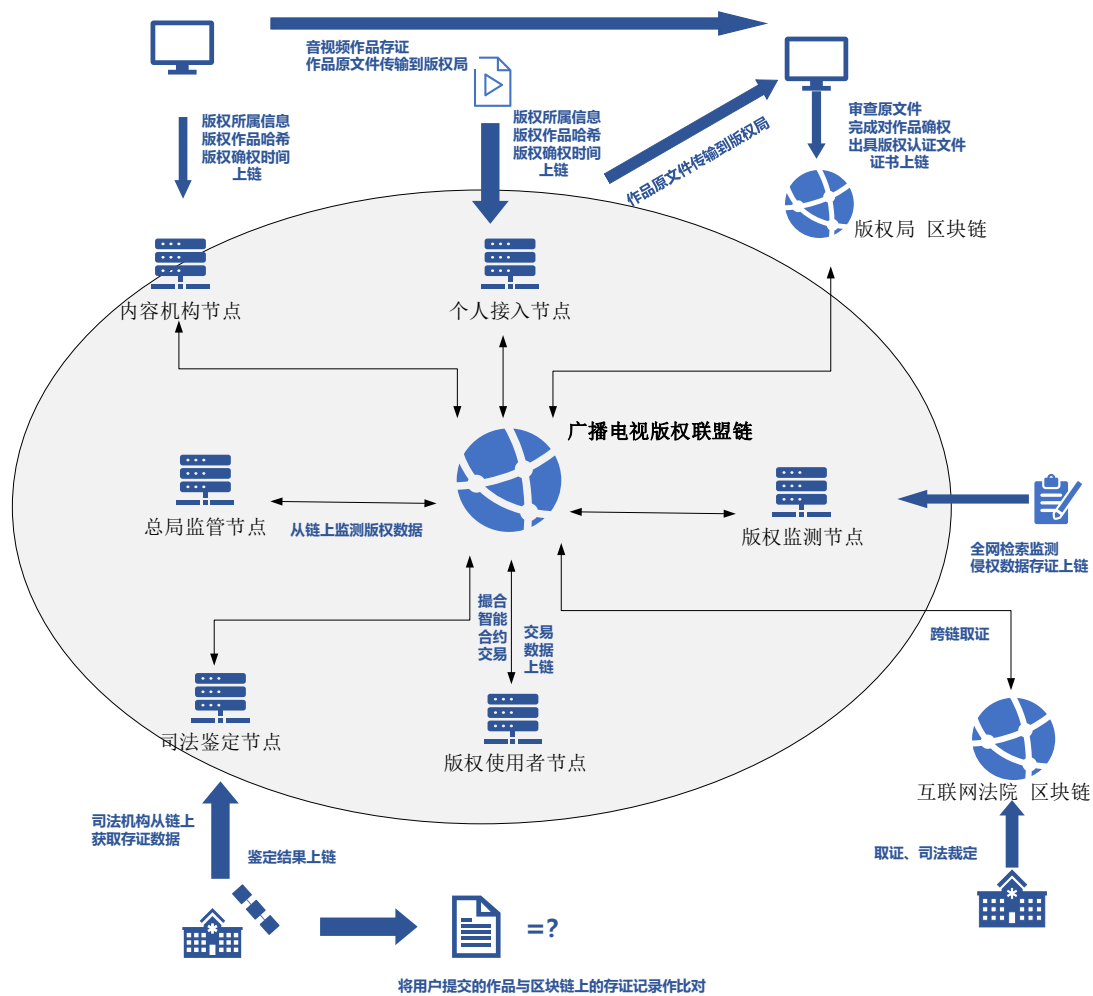 音视频作品存证
作品原文件传输到版权局
版权所属信息
版权作品哈希
版权确权时间
上链
版权所属信息
版权作品哈希
版权确权时间
上链
作品原文件传输到版权局
审查原文件
完成对作品确权
出具版权认证文件
证书上链
版权局 区块链
内容机构节点
个人接入节点
广播电视版权联盟链
总局监管节点
从链上监测版权数据
版权监测节点
全网检索监测
侵权数据存证上链
撮合
智能
合约
交易
交易
数据
上链
跨链取证
司法鉴定节点
版权使用者节点
互联网法院 区块链
司法机构从链上
获取存证数据
鉴定结果上链
取证、司法裁定
=?
将用户提交的作品与区块链上的存证记录作比对